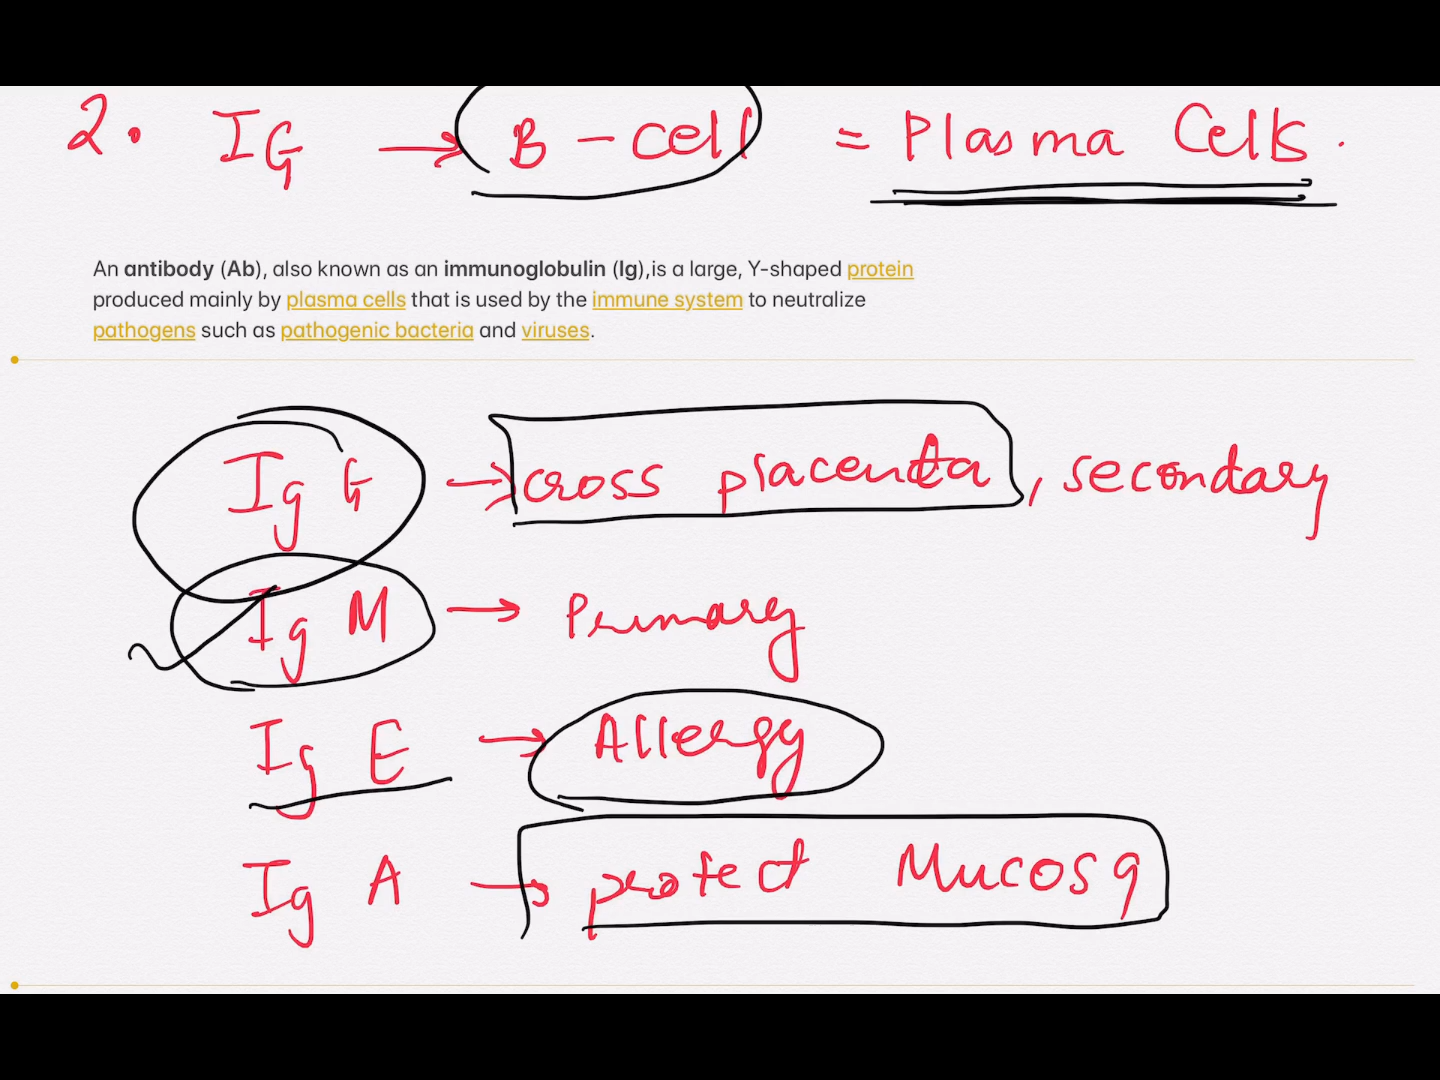 2. IG → B - cell = Plasma Cells.
An antibody (Ab), also known as an immunoglobulin (Ig),is a large, Y-shaped protein
produced mainly by plasma cells that is used by the immune system to neutralize
pathogens such as pathogenic bacteria and viruses.
Ig G → cross placenta, secondary
Ig M → Primary
Ig E → Allergy
Ig A → protect Mucosa